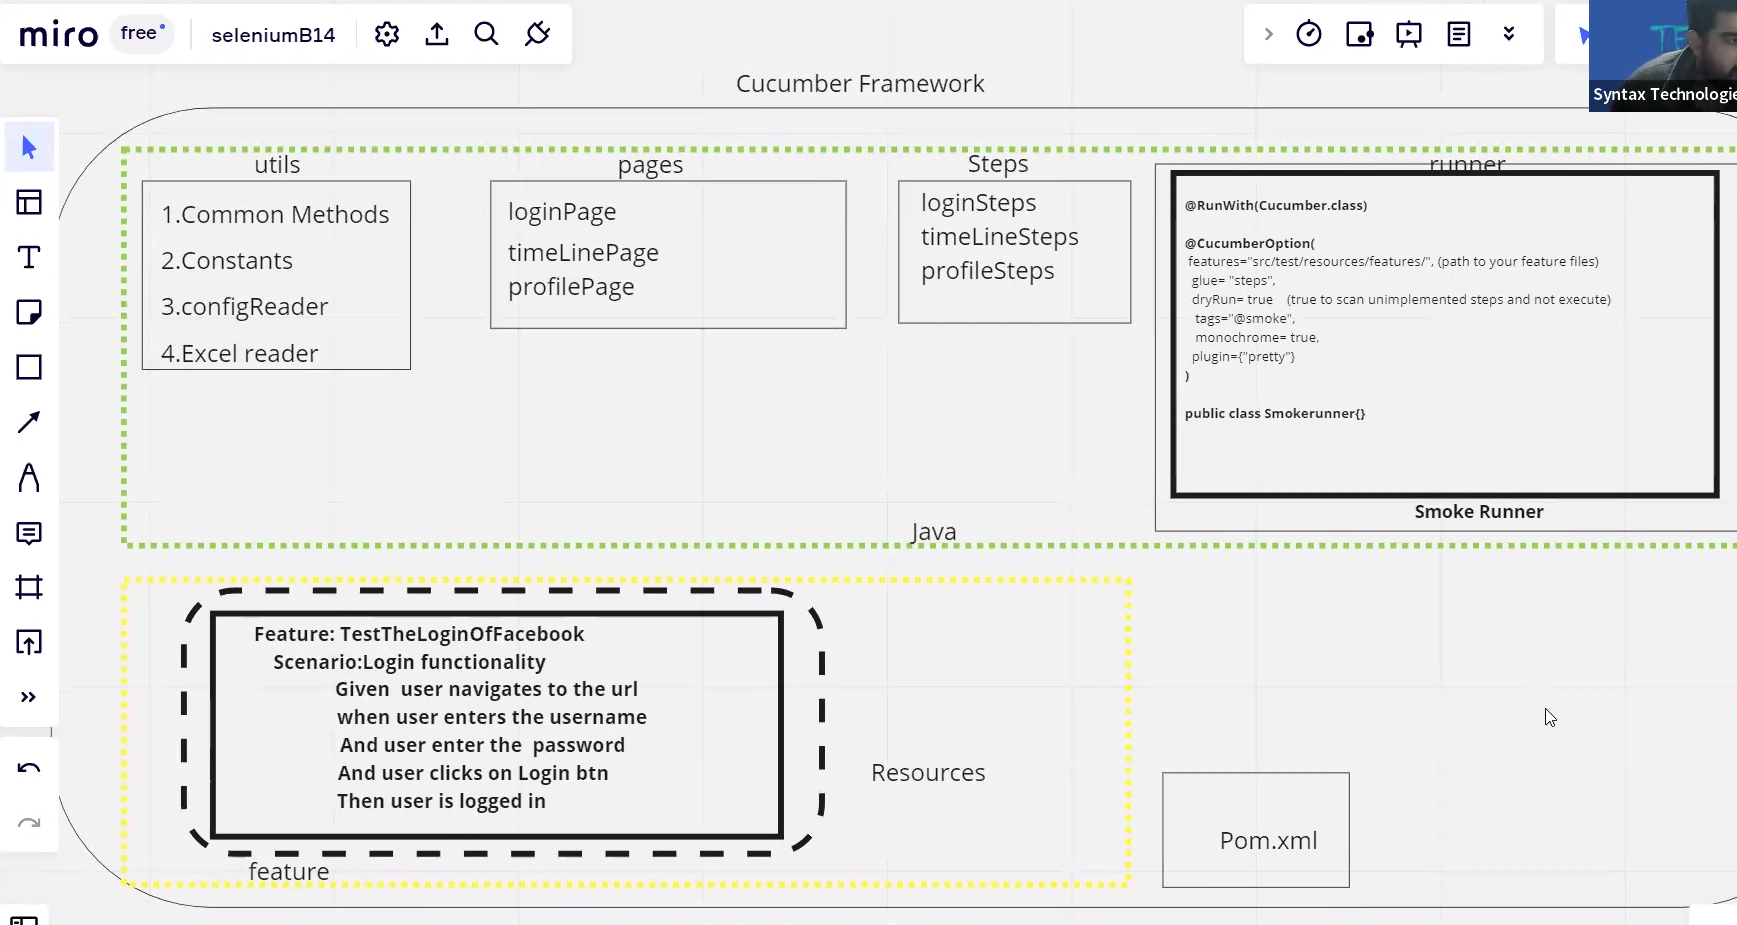 miro free seleniumB14
Syntax Technologie
Cucumber Framework
utils
1.Common Methods
2.Constants
3.configReader
4.Excel reader
pages
loginPage
timeLinePage
profilePage
Steps
loginSteps
timeLineSteps
profileSteps
runner
@RunWith(Cucumber.class)
@CucumberOption(
features="src/test/resources/features/", (path to your feature files)
glue= "steps",
dryRun= true (true to scan unimplemented steps and not execute)
tags="@smoke",
monochrome= true,
plugin={"pretty"}
)
public class Smokerunner{}
Smoke Runner
Java
Feature: TestTheLoginOfFacebook
Scenario:Login functionality
Given user navigates to the url
when user enters the username
And user enter the password
And user clicks on Login btn
Then user is logged in
feature
Resources
Pom.xml